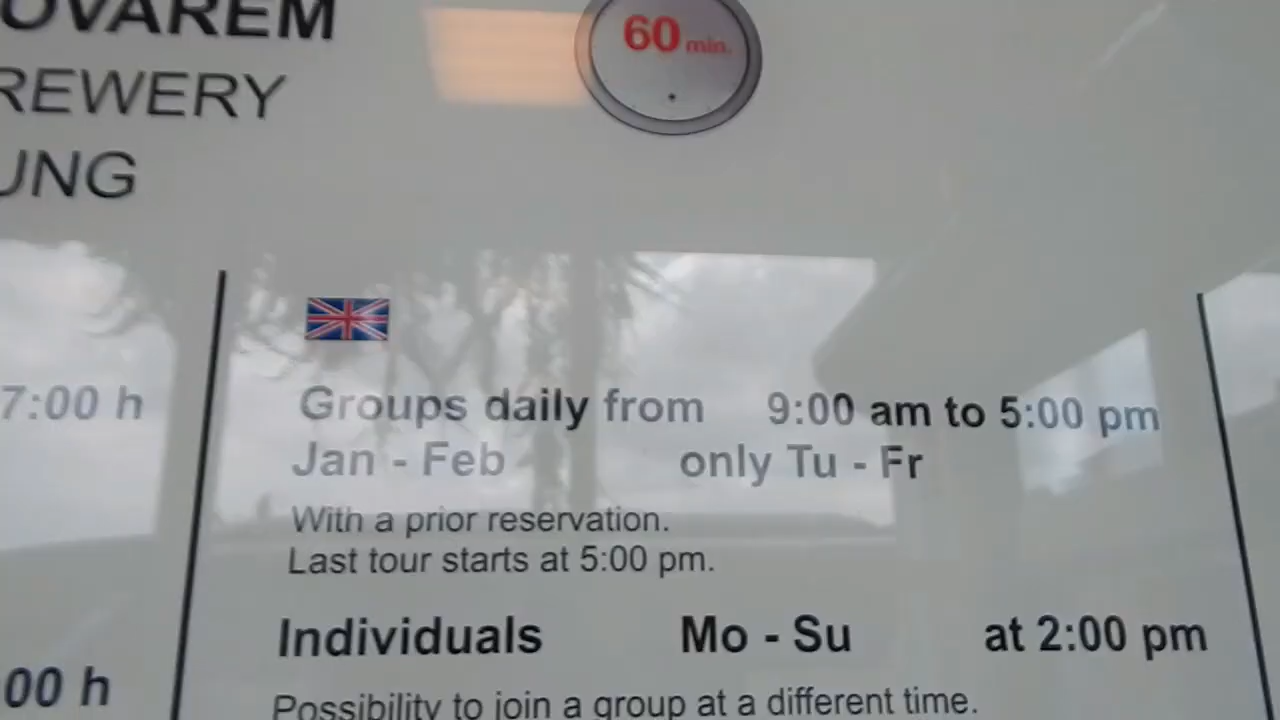 OVAREM
REWERY
UNG
60 min.
7:00 h
00 h
Groups daily from 9:00 am to 5:00 pm
Jan - Feb only Tu - Fr
With a prior reservation.
Last tour starts at 5:00 pm.
Individuals Mo - Su at 2:00 pm
Possibility to join a group at a different time.